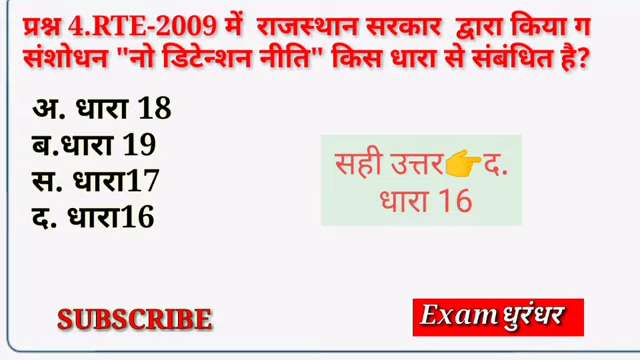 प्रश्न 4.RTE-2009 में राजस्थान सरकार द्वारा किया ग
संशोधन "नो डिटेन्शन नीति" किस धारा से संबंधित है?
अ. धारा 18
ब.धारा 19
स. धारा17
द. धारा16
सही उत्तर👉द.
धारा 16
SUBSCRIBE
Exam धुरंधर